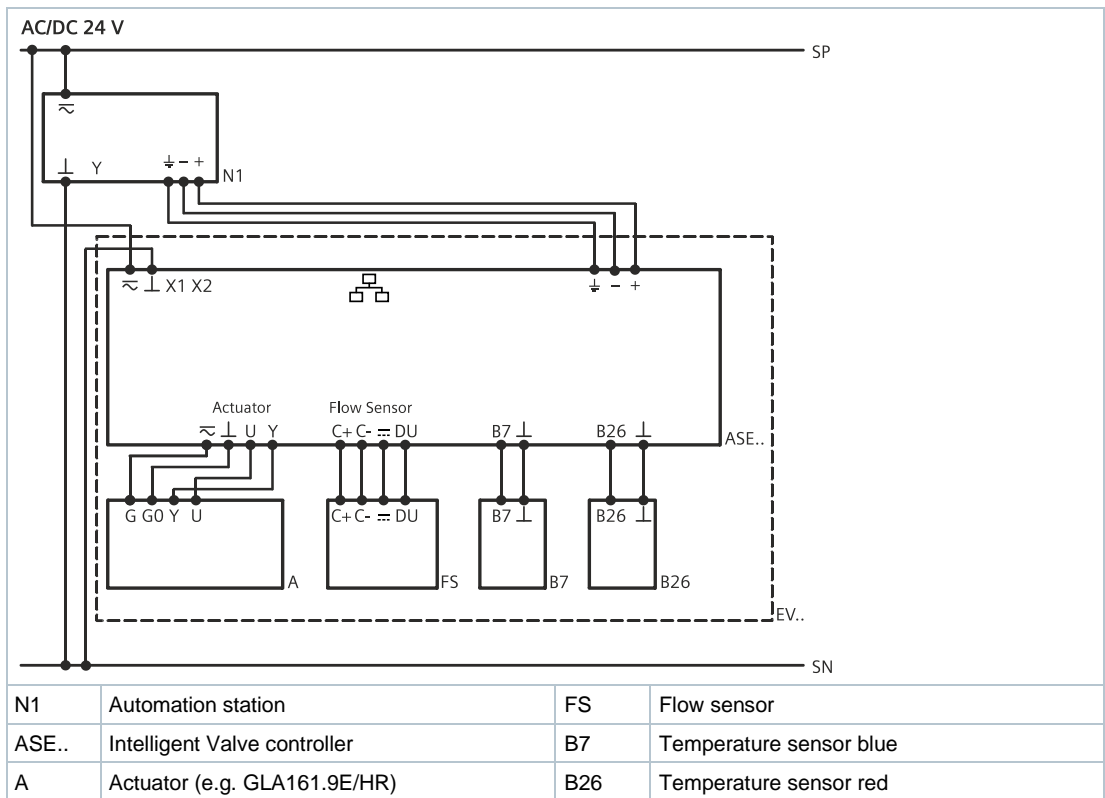 AC/DC 24 V
SP
⏦
⊥ Y ⏚ − +
N1
⏦ ⊥ X1 X2 ⏚ − +
Actuator Flow Sensor
⏦ ⊥ U Y C+ C- ⎓ DU B7 ⊥ B26 ⊥
ASE..
G G0 Y U C+ C- ⎓ DU B7 ⊥ B26 ⊥
A FS B7 B26
EV..
SN
N1 Automation station FS Flow sensor
ASE.. Intelligent Valve controller B7 Temperature sensor blue
A Actuator (e.g. GLA161.9E/HR) B26 Temperature sensor red